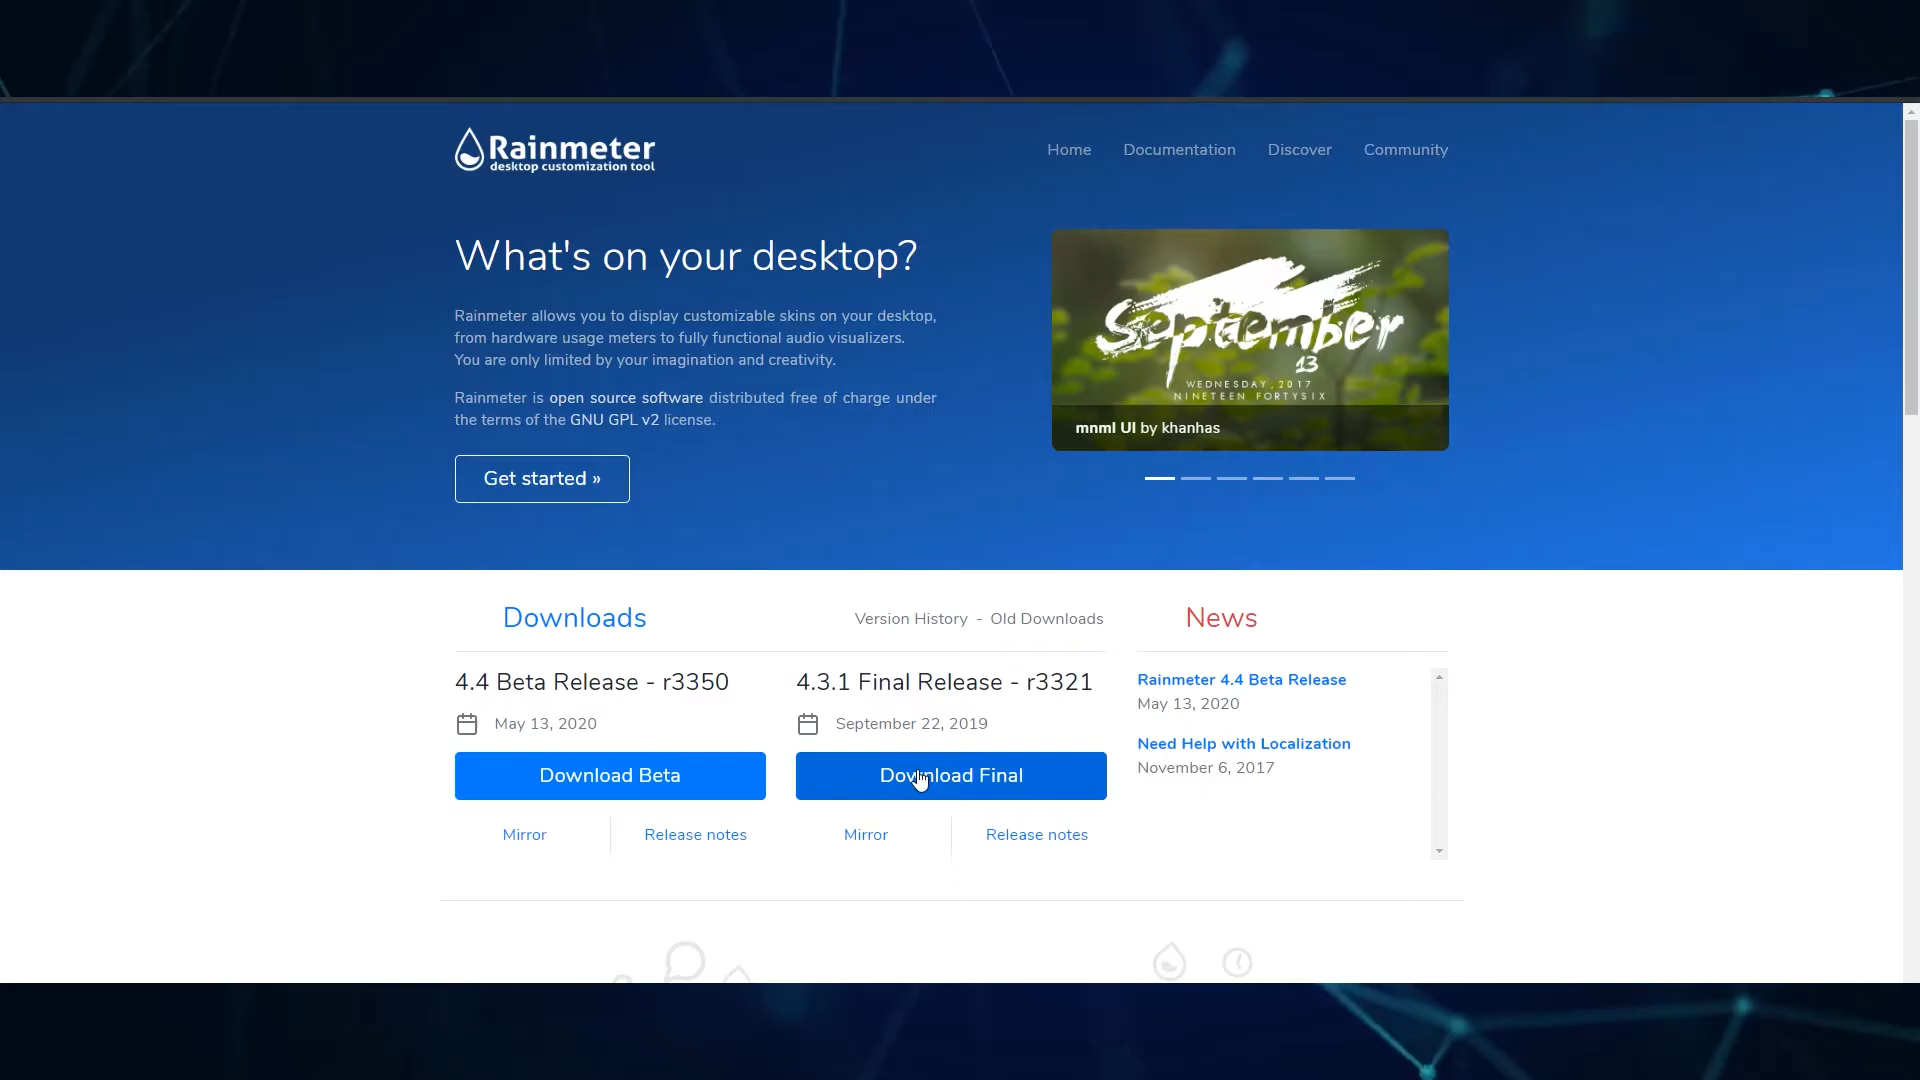 Rainmeter
desktop customization tool
Home
Documentation
Discover
Community
What's on your desktop?
Rainmeter allows you to display customizable skins on your desktop,
from hardware usage meters to fully functional audio visualizers.
You are only limited by your imagination and creativity.
Rainmeter is open source software distributed free of charge under
the terms of the GNU GPL v2 license.
Get started »
September
13
WEDNESDAY, 2017
NINETEEN FORTYSIX
mnml UI by khanhas
Downloads
Version History - Old Downloads
4.4 Beta Release - r3350
May 13, 2020
Download Beta
Mirror
Release notes
4.3.1 Final Release - r3321
September 22, 2019
Download Final
Mirror
Release notes
News
Rainmeter 4.4 Beta Release
May 13, 2020
Need Help with Localization
November 6, 2017